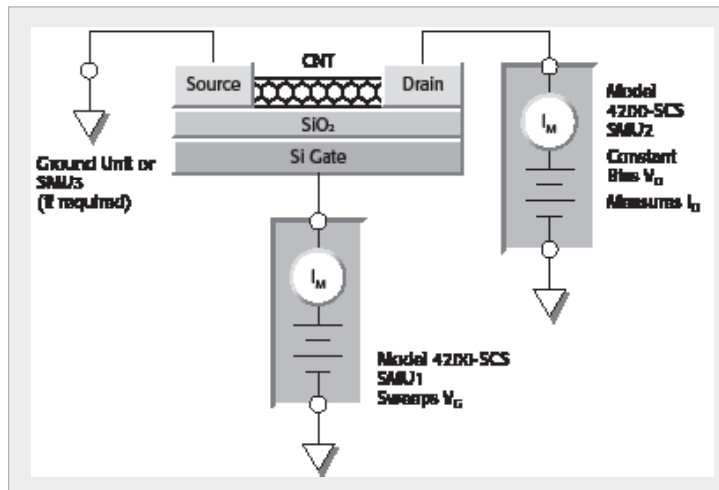 CNT
Source
Drain
SiO₂
Si Gate
Ground Unit or
SMU3
(if required)
I_M
Model
4200-SCS
SMU2
Constant
Bias V_D
Measures I_D
I_M
Model 4200-SCS
SMU1
Sweeps V_G